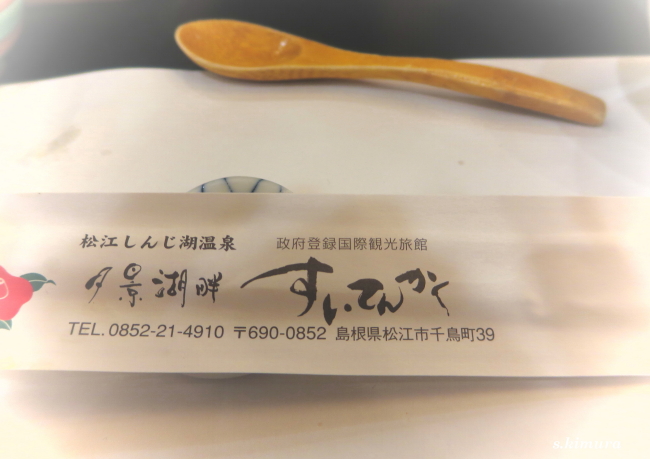 松江しんじ湖温泉 政府登録国際観光旅館
夕景湖畔 すいてんかく
TEL. 0852-21-4910 〒690-0852 島根県松江市千鳥町39